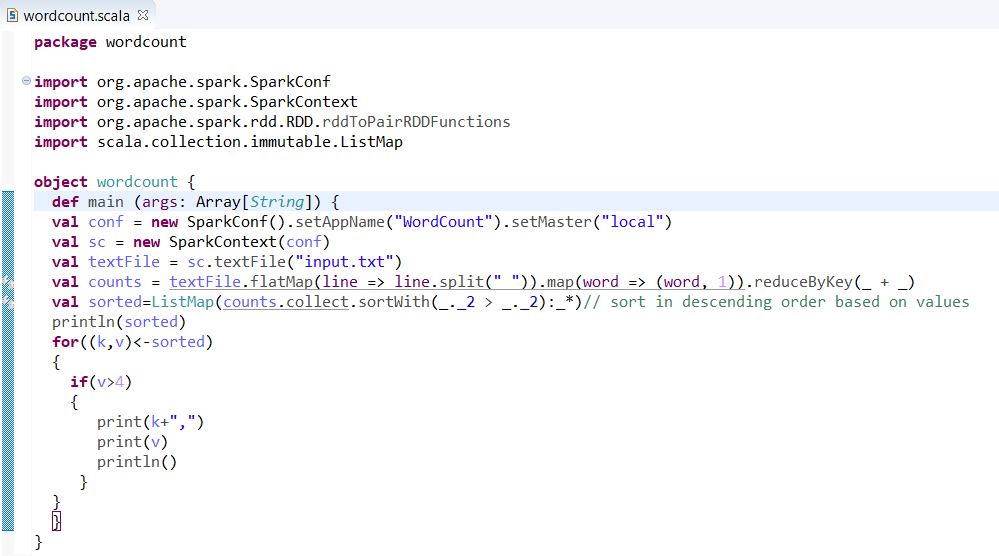 wordcount.scala
package wordcount
import org.apache.spark.SparkConf
import org.apache.spark.SparkContext
import org.apache.spark.rdd.RDD.rddToPairRDDFunctions
import scala.collection.immutable.ListMap
object wordcount {
def main (args: Array[String]) {
val conf = new SparkConf().setAppName("WordCount").setMaster("local")
val sc = new SparkContext(conf)
val textFile = sc.textFile("input.txt")
val counts = textFile.flatMap(line => line.split(" ")).map(word => (word, 1)).reduceByKey(_ + _)
val sorted=ListMap(counts.collect.sortWith(_._2 > _._2):_*)// sort in descending order based on values
println(sorted)
for((k,v)<-sorted)
{
if(v>4)
{
print(k+",")
print(v)
println()
}
}
}
}